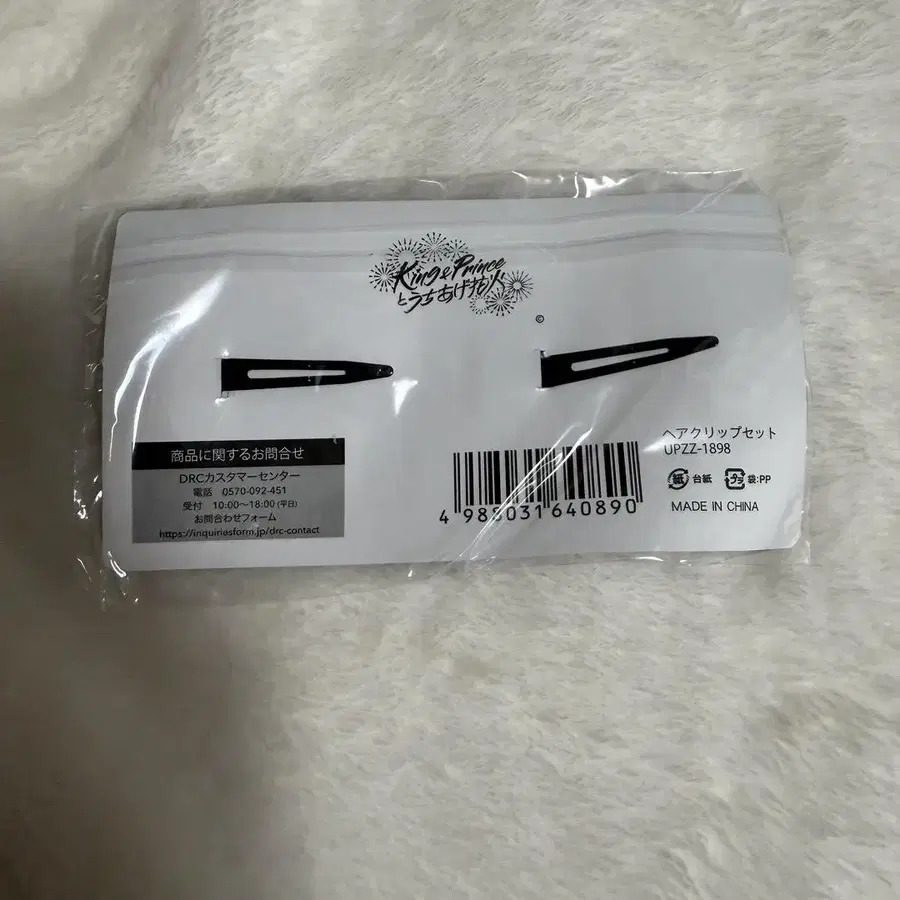 King & Prince
とうちあげ花火
©
商品に関するお問合せ
DRCカスタマーセンター
電話 0570-092-451
受付 10:00〜18:00(平日)
お問合わせフォーム
https://inquiriesform.jp/drc-contact
4 988031 640890
ヘアクリップセット
UPZZ-1898
紙 台紙 プラ 袋:PP
MADE IN CHINA